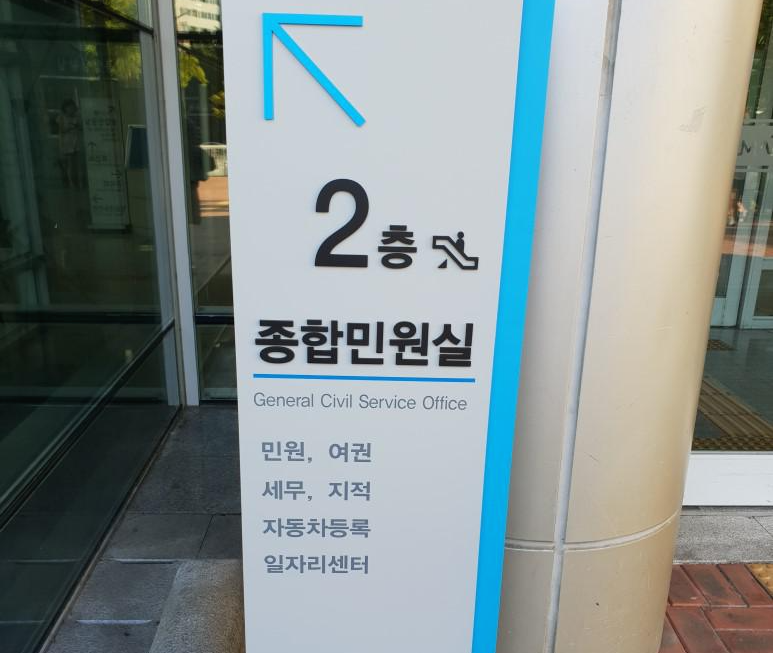 2층
종합민원실
General Civil Service Office
민원, 여권
세무, 지적
자동차등록
일자리센터